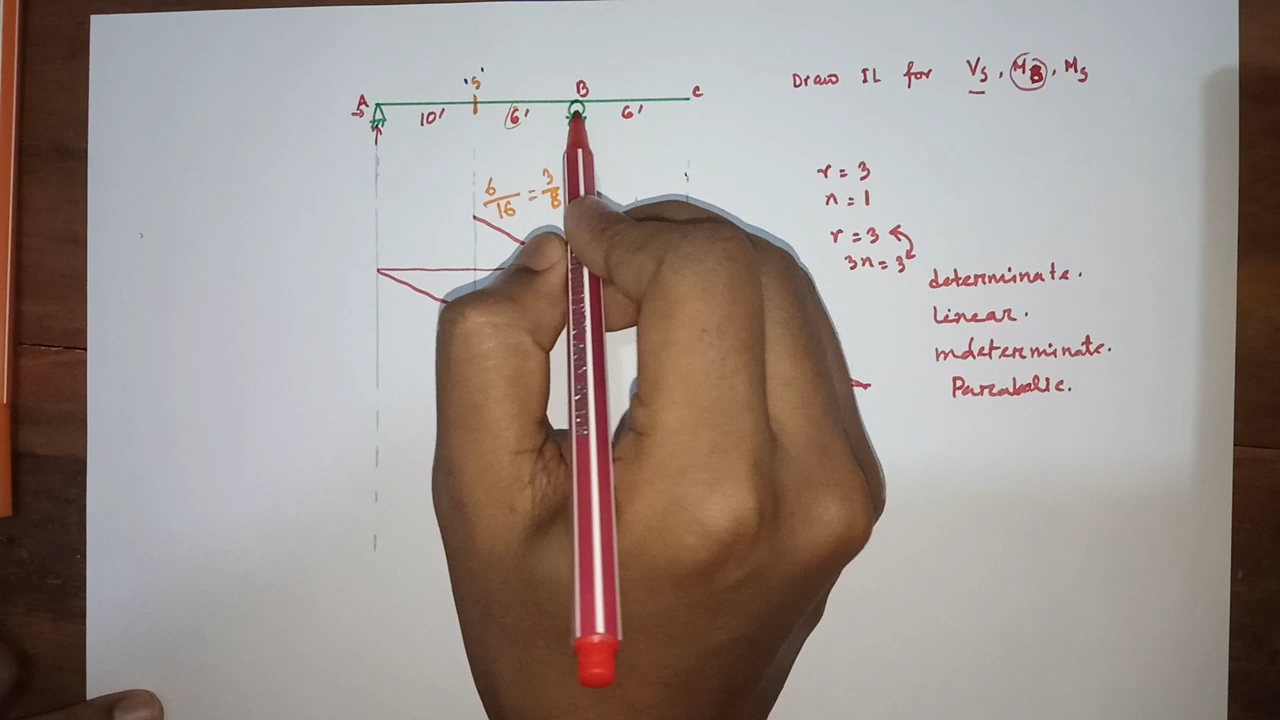 Draw IL for Vs, MB, Ms
's'
A B C
10' 6' 6'
6/16 = 3/8
r = 3
n = 1
r = 3
3n = 3
determinate.
Linear.
Indeterminate.
Parabolic.